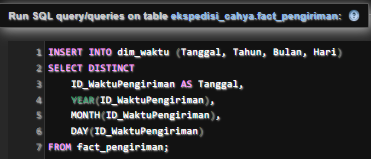 Run SQL query/queries on table ekspedisi_cahya.fact_pengiriman:
1 INSERT INTO dim_waktu (Tanggal, Tahun, Bulan, Hari)
2 SELECT DISTINCT
3 ID_WaktuPengiriman AS Tanggal,
4 YEAR(ID_WaktuPengiriman),
5 MONTH(ID_WaktuPengiriman),
6 DAY(ID_WaktuPengiriman)
7 FROM fact_pengiriman;